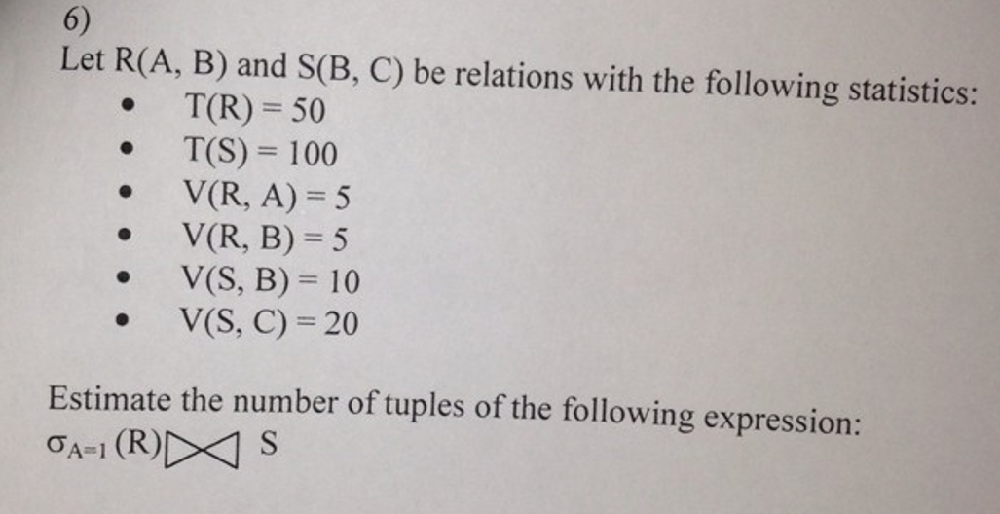 6)
Let R(A, B) and S(B, C) be relations with the following statistics:
• T(R) = 50
• T(S) = 100
• V(R, A) = 5
• V(R, B) = 5
• V(S, B) = 10
• V(S, C) = 20
Estimate the number of tuples of the following expression:
σA=1 (R)⋈ S